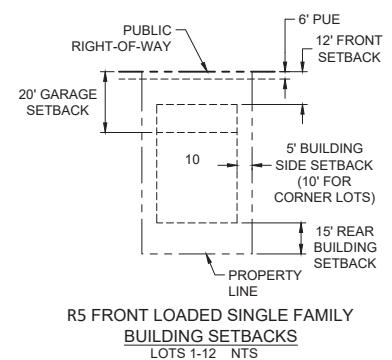 PUBLIC
RIGHT-OF-WAY
6' PUE
12' FRONT
SETBACK
20' GARAGE
SETBACK
10
5' BUILDING
SIDE SETBACK
(10' FOR
CORNER LOTS)
15' REAR
BUILDING
SETBACK
PROPERTY
LINE
R5 FRONT LOADED SINGLE FAMILY
BUILDING SETBACKS
LOTS 1-12 NTS